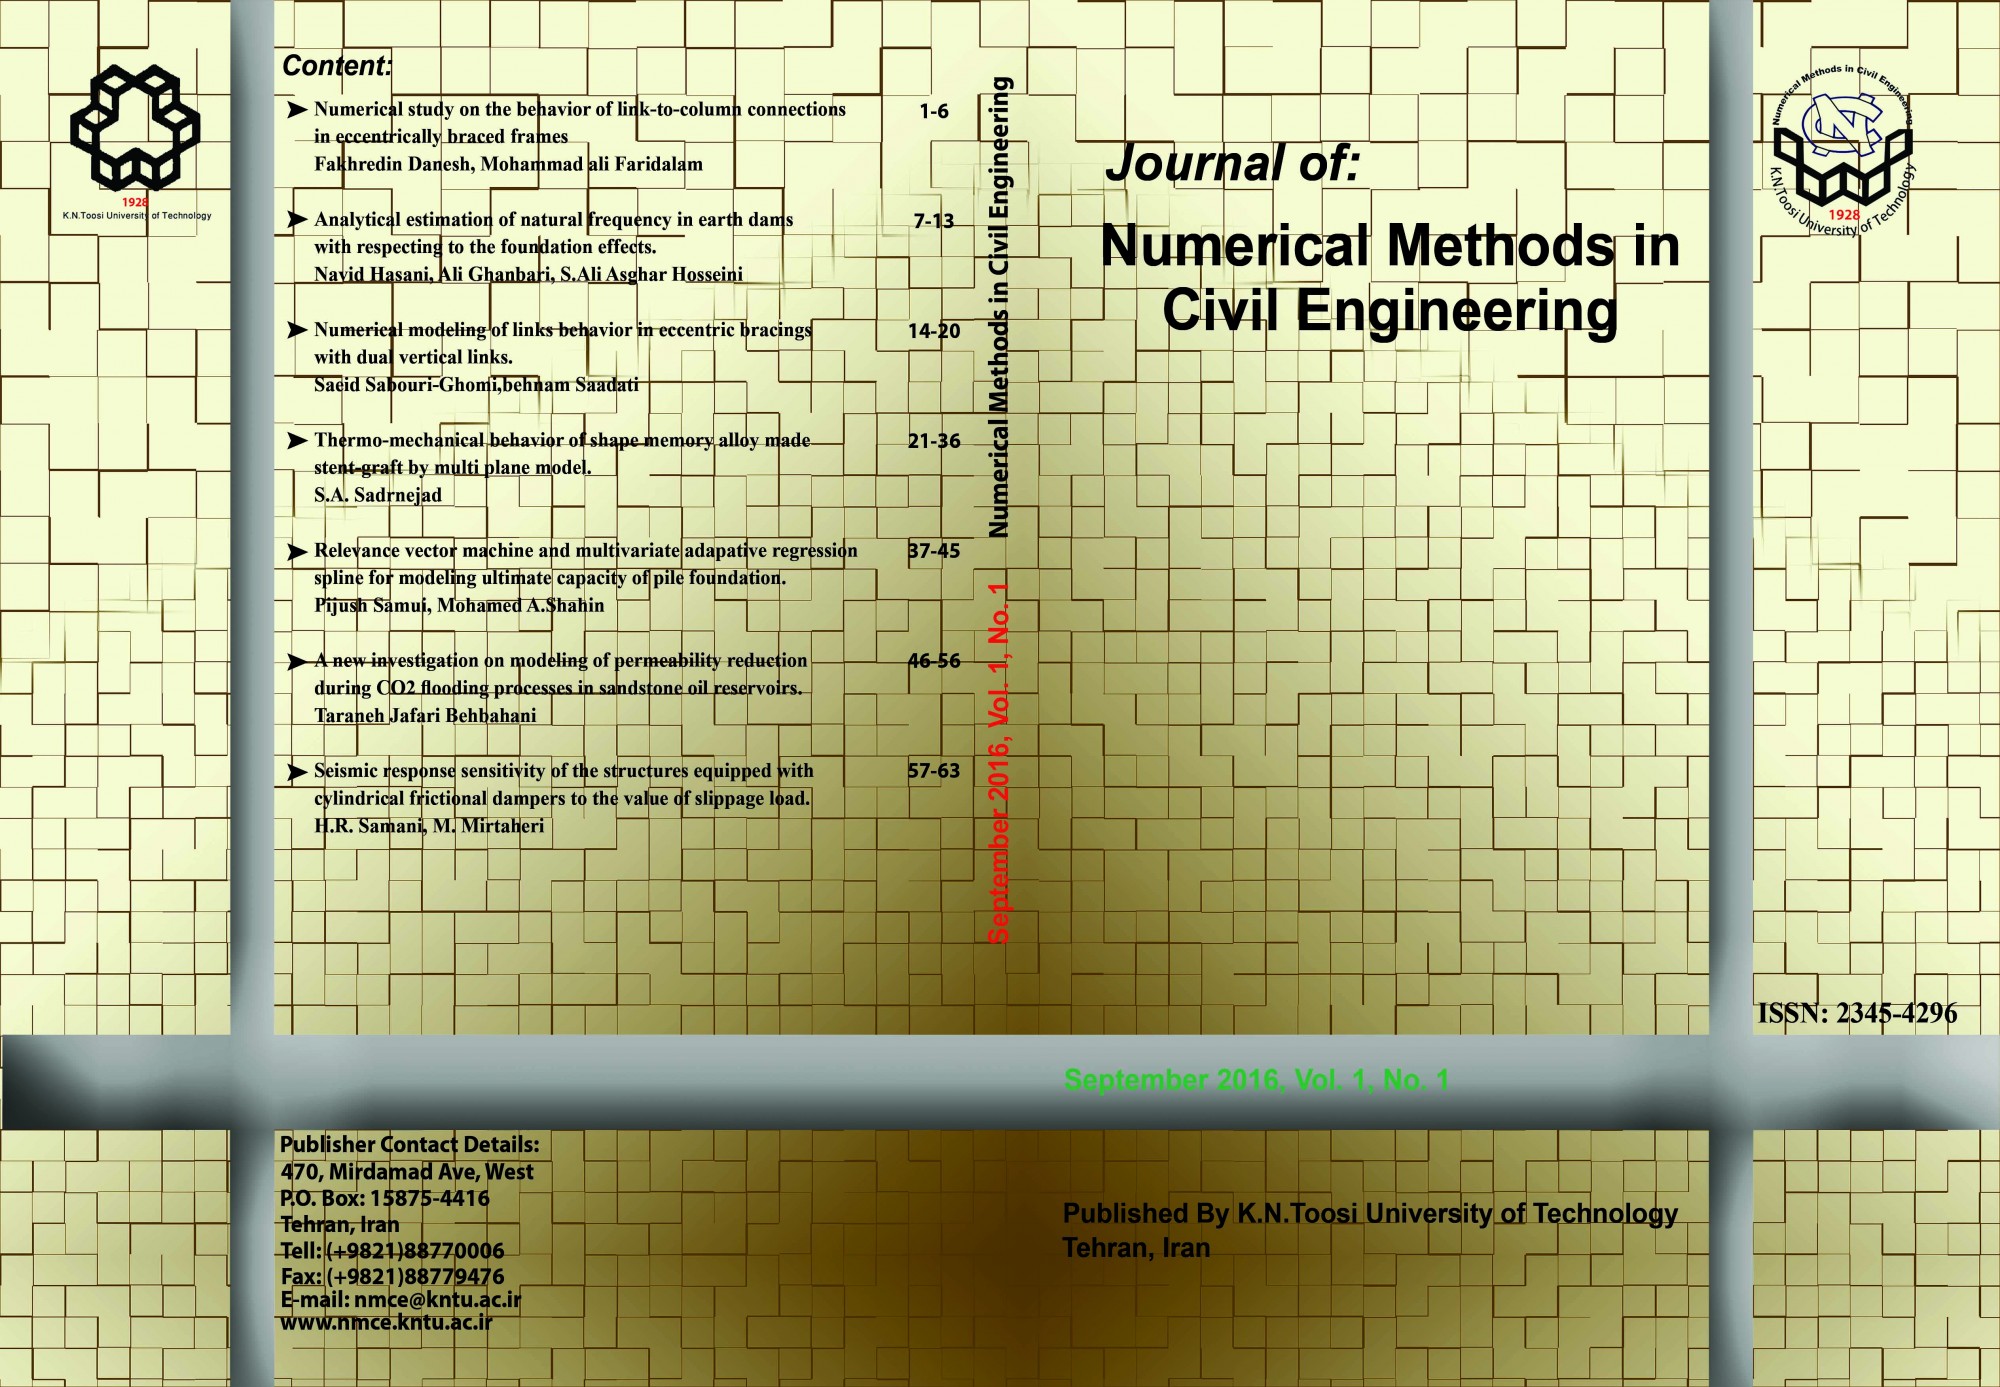 1928
K.N.Toosi University of Technology
Content:
➤ Numerical study on the behavior of link-to-column connections 1-6
in eccentrically braced frames
Fakhredin Danesh, Mohammad ali Faridalam
➤ Analytical estimation of natural frequency in earth dams 7-13
with respecting to the foundation effects.
Navid Hasani, Ali Ghanbari, S.Ali Asghar Hosseini
➤ Numerical modeling of links behavior in eccentric bracings 14-20
with dual vertical links.
Saeid Sabouri-Ghomi,behnam Saadati
➤ Thermo-mechanical behavior of shape memory alloy made 21-36
stent-graft by multi plane model.
S.A. Sadrnejad
➤ Relevance vector machine and multivariate adapative regression 37-45
spline for modeling ultimate capacity of pile foundation.
Pijush Samui, Mohamed A.Shahin
➤ A new investigation on modeling of permeability reduction 46-56
during CO2 flooding processes in sandstone oil reservoirs.
Taraneh Jafari Behbahani
➤ Seismic response sensitivity of the structures equipped with 57-63
cylindrical frictional dampers to the value of slippage load.
H.R. Samani, M. Mirtaheri
Publisher Contact Details:
470, Mirdamad Ave, West
P.O. Box: 15875-4416
Tehran, Iran
Tell: (+9821)88770006
Fax: (+9821)88779476
E-mail: nmce@kntu.ac.ir
www.nmce.kntu.ac.ir
September 2016, Vol. 1, No. 1 Numerical Methods in Civil Engineering
Journal of:
Numerical Methods in
Civil Engineering
September 2016, Vol. 1, No. 1
Published By K.N.Toosi University of Technology
Tehran, Iran
Numerical Methods in Civil Engineering
NC
1928
K.N.Toosi University of Technology
ISSN: 2345-4296